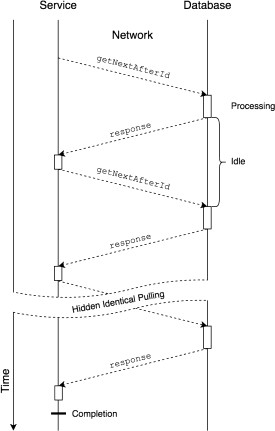 Service
Database
Network
getNextAfterId
Processing
response
Idle
getNextAfterId
response
Hidden Identical Pulling
response
Time
Completion